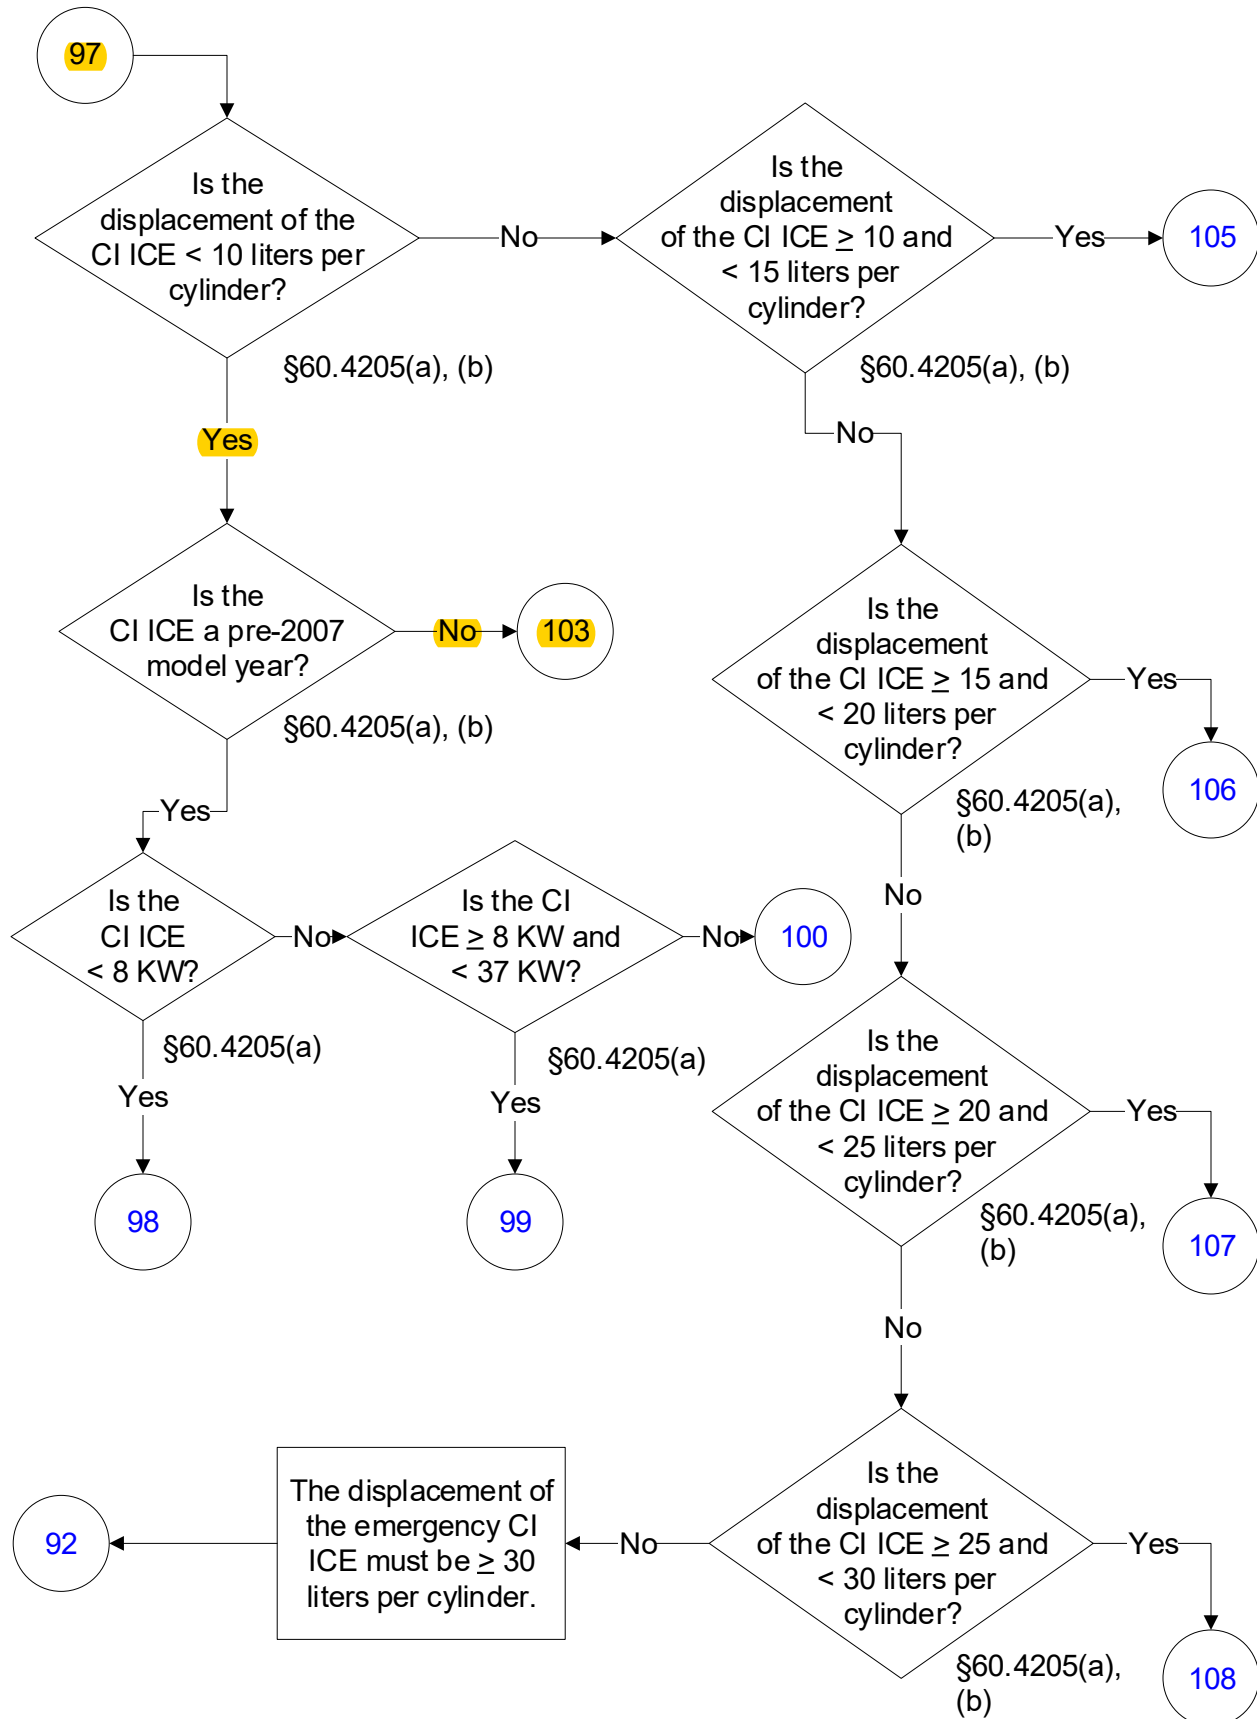 97
Is the
displacement of the
CI ICE < 10 liters per
cylinder?
§60.4205(a), (b)
No
Is the
displacement
of the CI ICE ≥ 10 and
< 15 liters per
cylinder?
§60.4205(a), (b)
Yes
105
Yes
No
Is the
CI ICE a pre-2007
model year?
§60.4205(a), (b)
No
103
Is the
displacement
of the CI ICE ≥ 15 and
< 20 liters per
cylinder?
§60.4205(a),
(b)
Yes
106
Yes
No
Is the
CI ICE
< 8 KW?
§60.4205(a)
No
Is the CI
ICE ≥ 8 KW and
< 37 KW?
§60.4205(a)
No
100
Yes
98
Yes
99
Is the
displacement
of the CI ICE ≥ 20 and
< 25 liters per
cylinder?
§60.4205(a),
(b)
Yes
107
No
Is the
displacement
of the CI ICE ≥ 25 and
< 30 liters per
cylinder?
§60.4205(a),
(b)
Yes
108
No
The displacement of
the emergency CI
ICE must be ≥ 30
liters per cylinder.
92